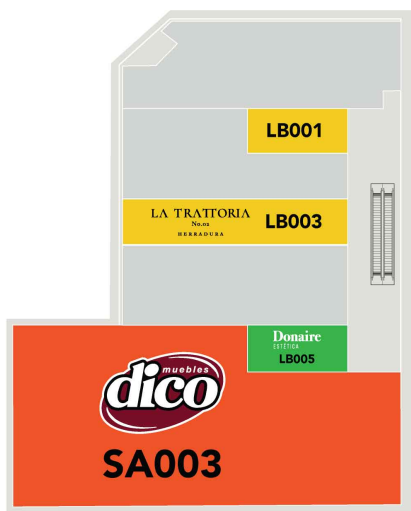 LB001
LA TRATTORIA
No.02
HERRADURA
LB003
Donaire
ESTÉTICA
LB005
muebles
dico
SA003